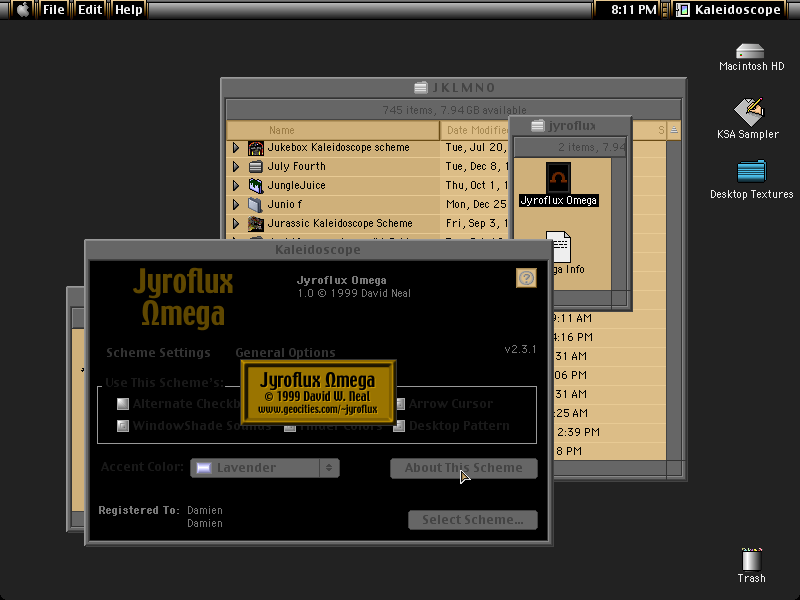 File Edit Help
8:11 PM Kaleidoscope
Macintosh HD
KSA Sampler
Desktop Textures
Trash
JKLMNO
745 items, 7.94 GB available
Name Date Modifie S
Jukebox Kaleidoscope scheme Tue, Jul 20,
July Fourth Tue, Dec 8, 1
JungleJuice Thu, Oct 1, 1
Junio f Mon, Dec 25
Jurassic Kaleidoscope Scheme Fri, Sep 3, 1
9:11 AM
4:16 PM
31 AM
06 PM
31 AM
:25 AM
2:39 PM
8 PM
jyroflux
2 items, 7.94
Jyroflux Omega
ga Info
Kaleidoscope
Jyroflux
Ωmega
Jyroflux Omega
1.0 © 1999 David Neal
?
Scheme Settings General Options
v2.3.1
Use This Scheme's:
Alternate Checkb
Arrow Cursor
WindowShade Sounds Finder Colors Desktop Pattern
Jyroflux Ωmega
© 1999 David W. Neal
www.geocities.com/~jyroflux
Accent Color: Lavender
About This Scheme
Registered To: Damien
Damien
Select Scheme...